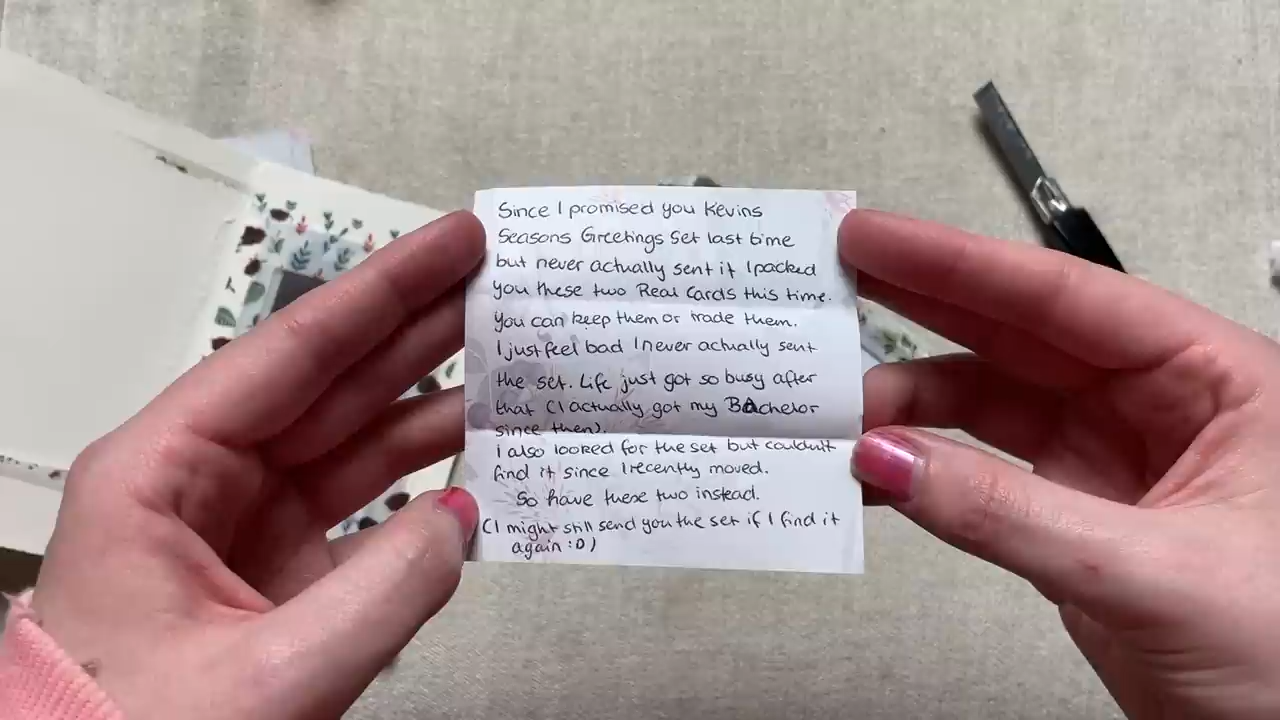 Since I promised you Kevins
Seasons Greetings Set last time
but never actually sent it I packed
you these two Real Cards this time.
You can keep them or trade them.
I just feel bad I never actually sent
the set. Life just got so busy after
that (I actually got my Bachelor
since then).
I also looked for the set but couldn't
find it since I recently moved.
So have these two instead.
(I might still send you the set if I find it
again :D)